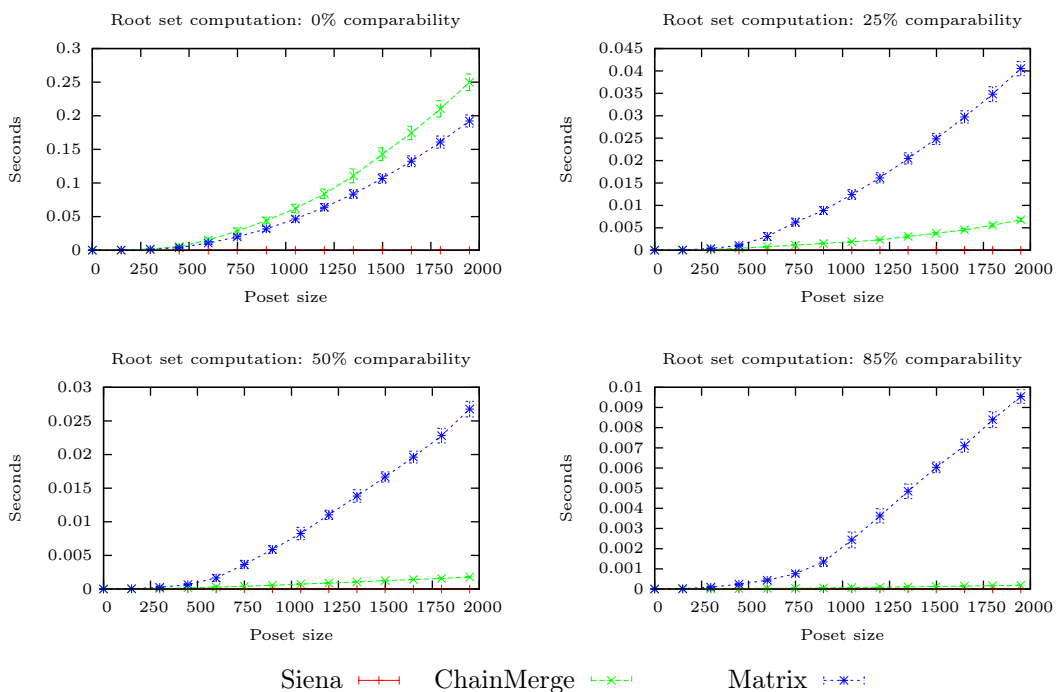 Root set computation: 0% comparability
0.3
0.25
0.2
0.15
0.1
0.05
0
Seconds
0 250 500 750 1000 1250 1500 1750 2000
Poset size
Root set computation: 25% comparability
0.045
0.04
0.035
0.03
0.025
0.02
0.015
0.01
0.005
0
Seconds
0 250 500 750 1000 1250 1500 1750 2000
Poset size
Root set computation: 50% comparability
0.03
0.025
0.02
0.015
0.01
0.005
0
Seconds
0 250 500 750 1000 1250 1500 1750 2000
Poset size
Root set computation: 85% comparability
0.01
0.009
0.008
0.007
0.006
0.005
0.004
0.003
0.002
0.001
0
Seconds
0 250 500 750 1000 1250 1500 1750 2000
Poset size
Siena ChainMerge Matrix